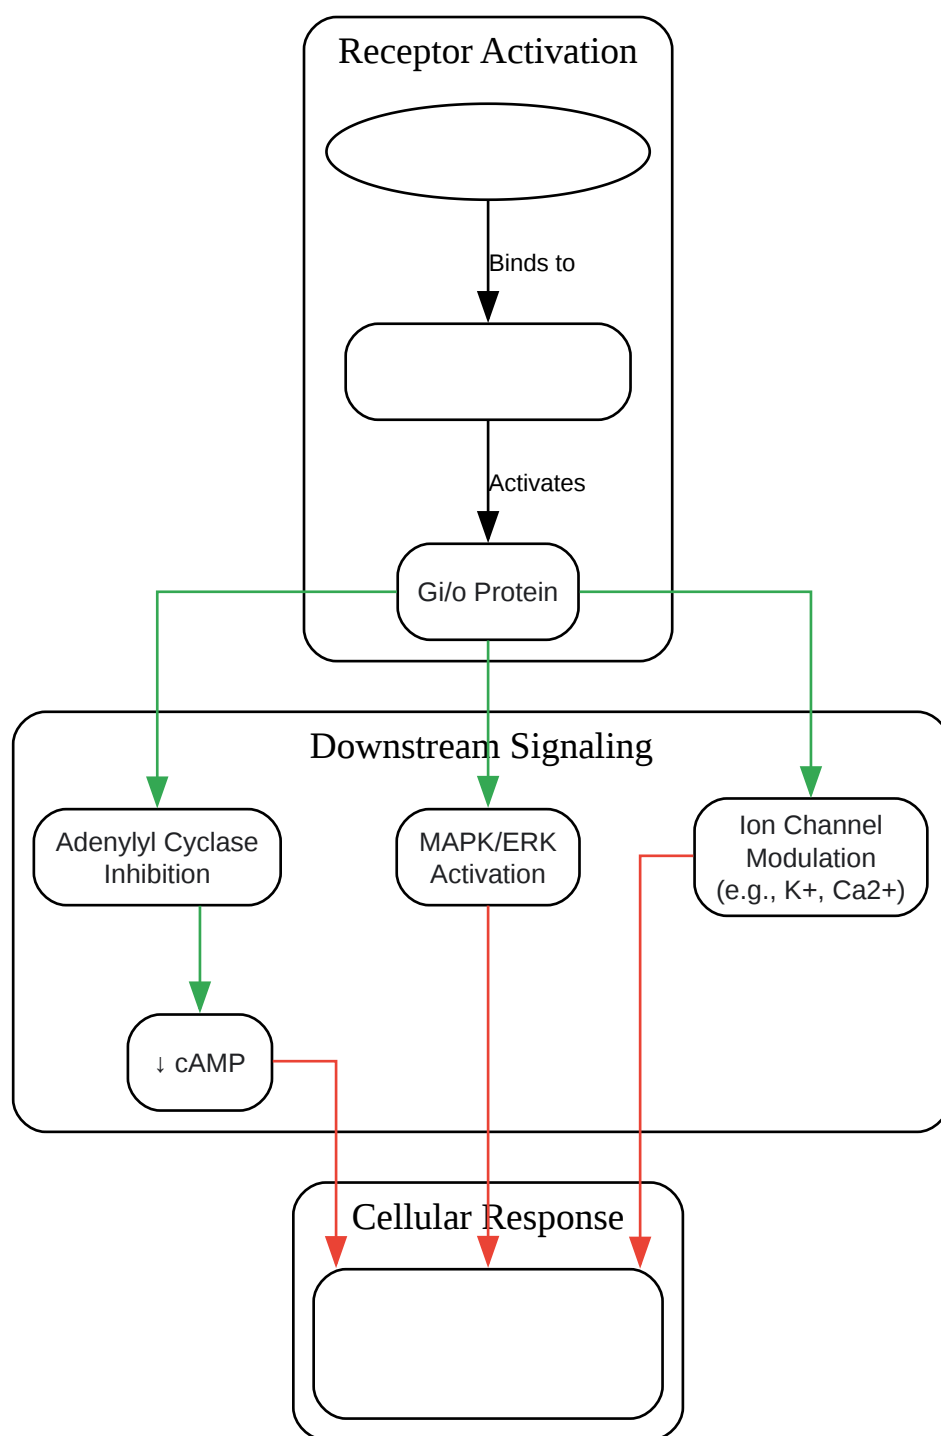 Receptor Activation
Binds to
Activates
Gi/o Protein
Downstream Signaling
Adenylyl Cyclase
Inhibition
MAPK/ERK
Activation
Ion Channel
Modulation
(e.g., K+, Ca2+)
↓ cAMP
Cellular Response